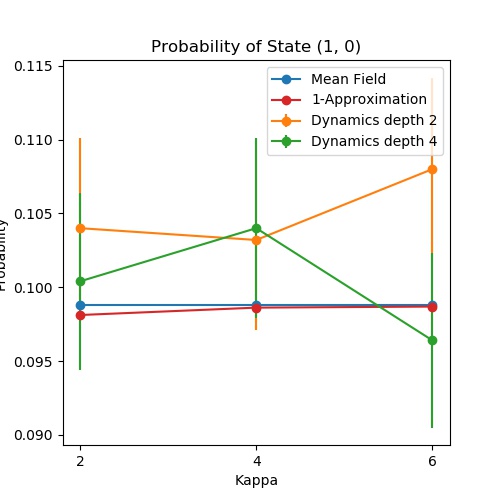 Probability of State (1, 0)
Mean Field
1-Approximation
Dynamics depth 2
Dynamics depth 4
0.115
0.110
0.105
0.100
0.095
0.090
Probability
2
4
6
Kappa